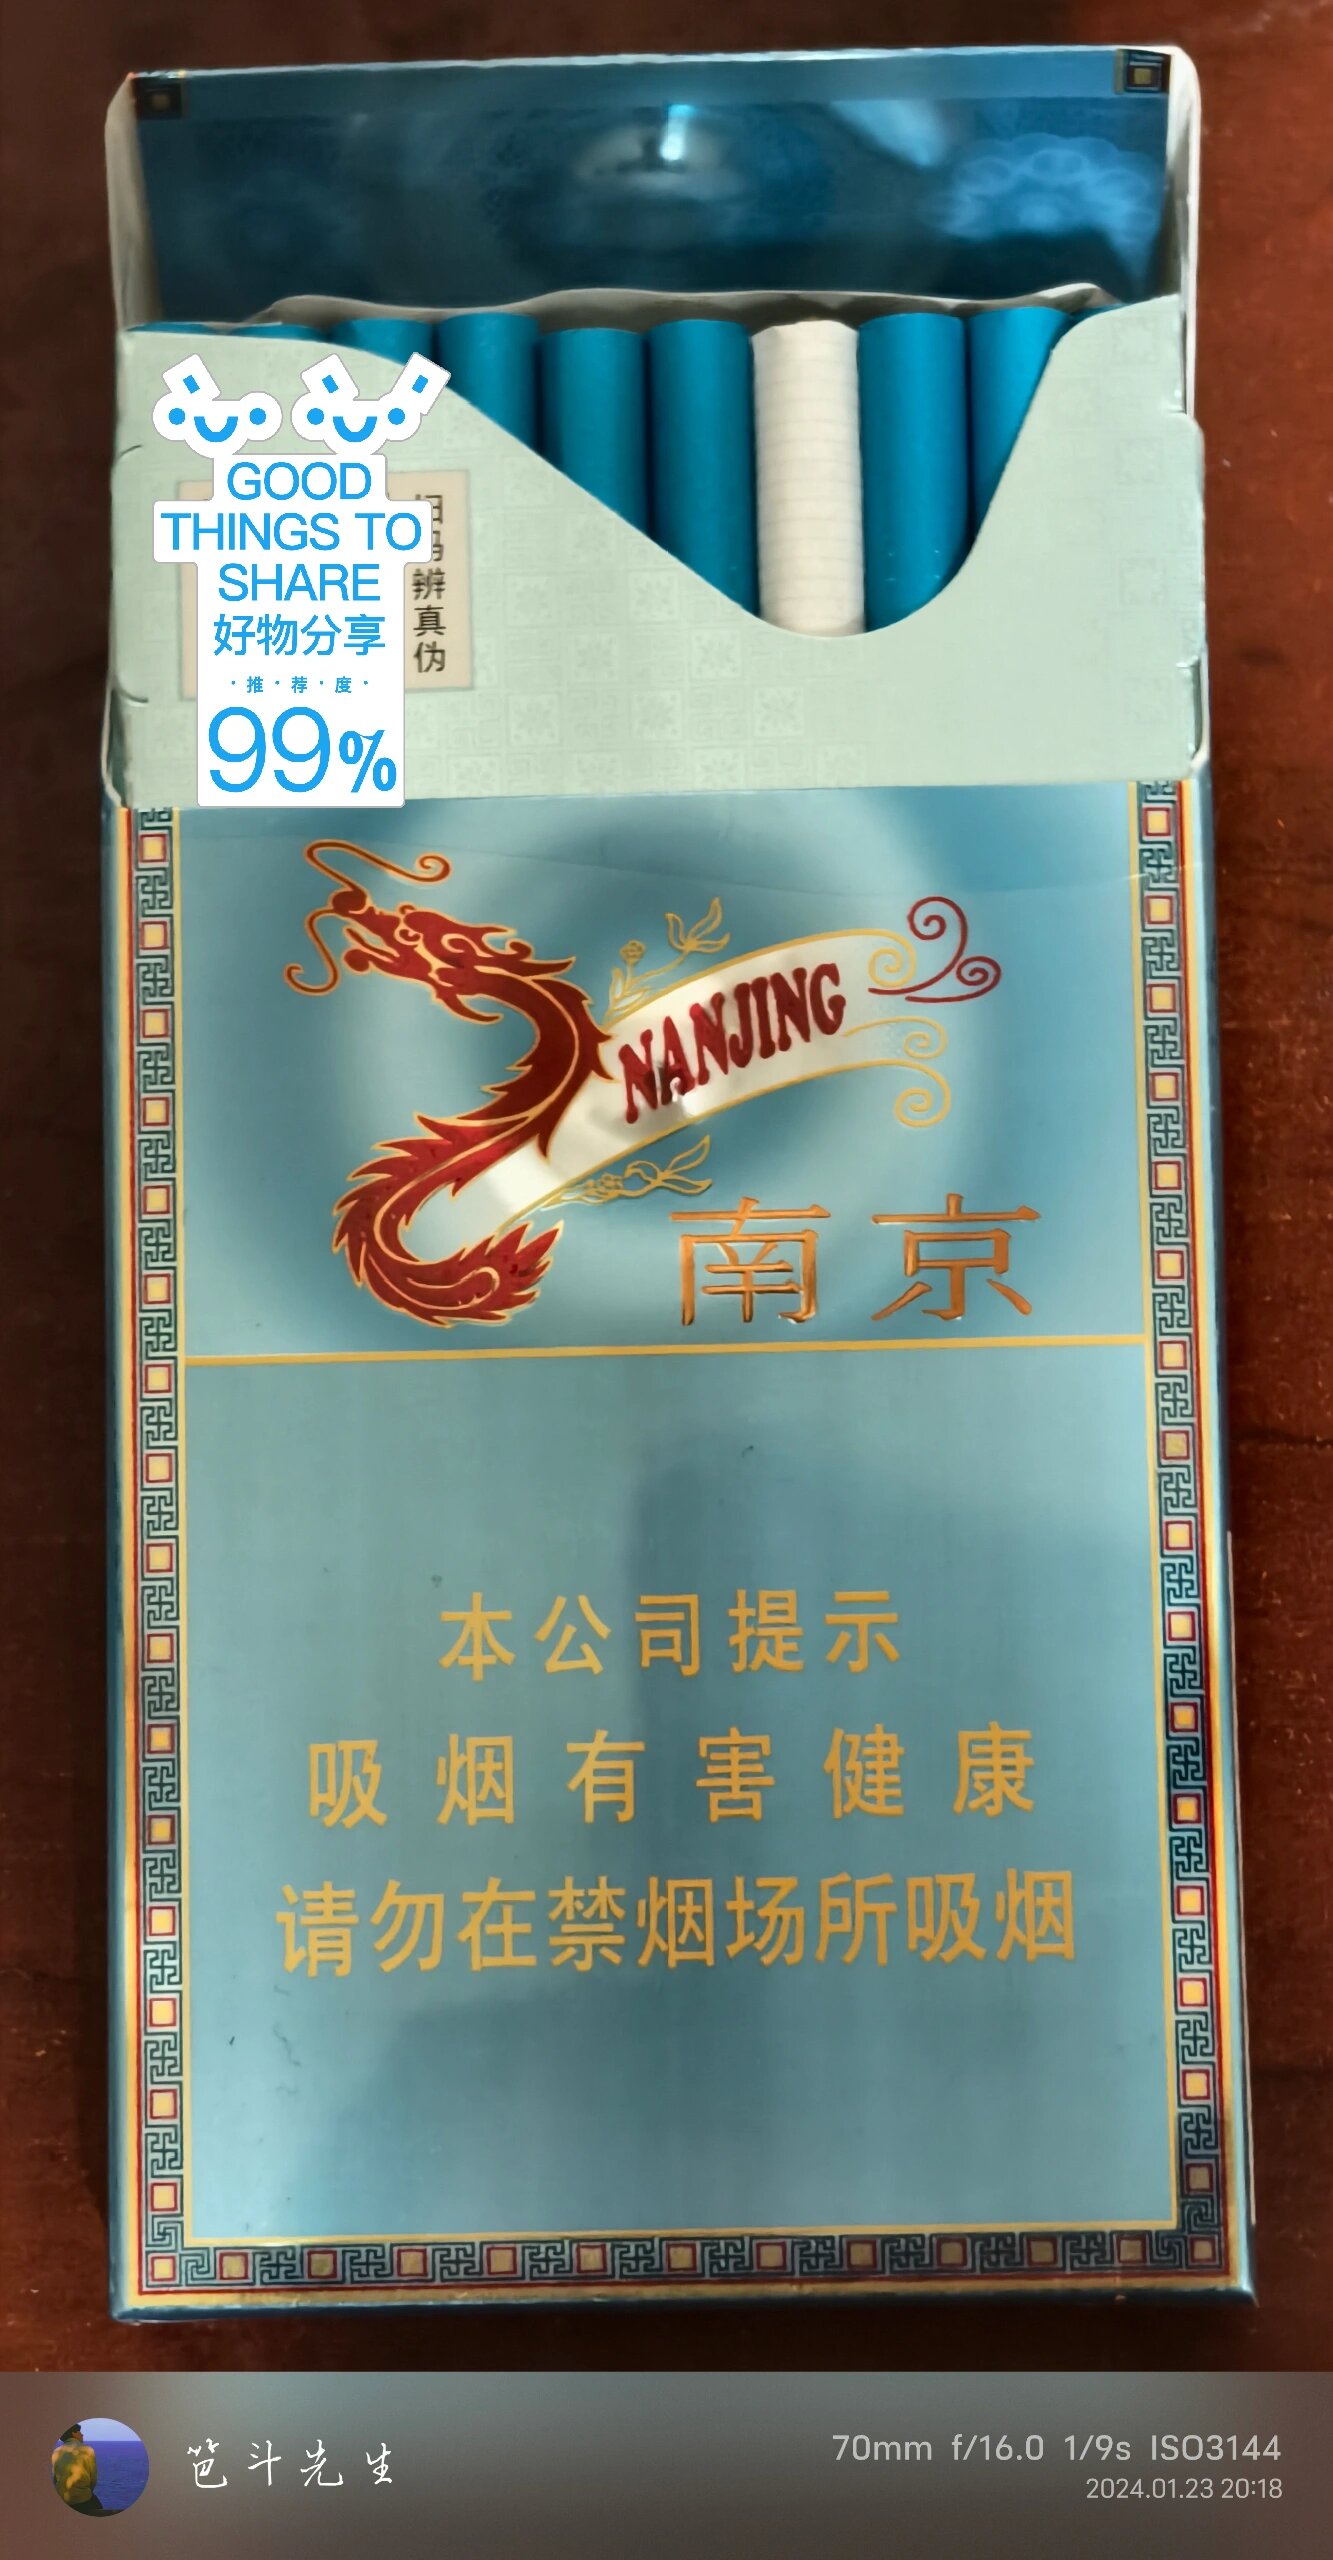 GOOD
THINGS TO
SHARE
好物分享
·推·荐·度·
99%
扫码辨真伪
NANJING
南京
本公司提示
吸烟有害健康
请勿在禁烟场所吸烟
笆斗先生
70mm f/16.0 1/9s ISO3144
2024.01.23 20:18